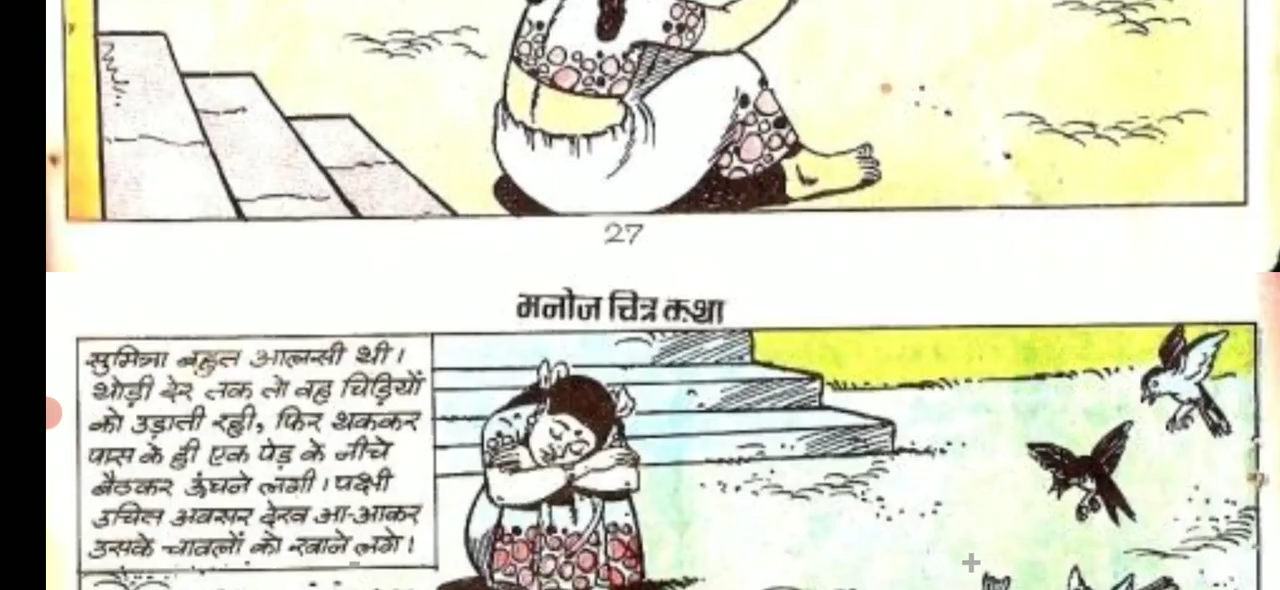 27
मनोज चित्र कथा
सुमित्रा बहुत आलसी थी।
थोड़ी देर तक तो वह चिड़ियों
को उड़ाती रही, फिर थककर
पास के ही एक पेड़ के नीचे
बैठकर ऊंघने लगी। पक्षी
उचित अवसर देख आ-आकर
उसके चावलों को खाने लगे।